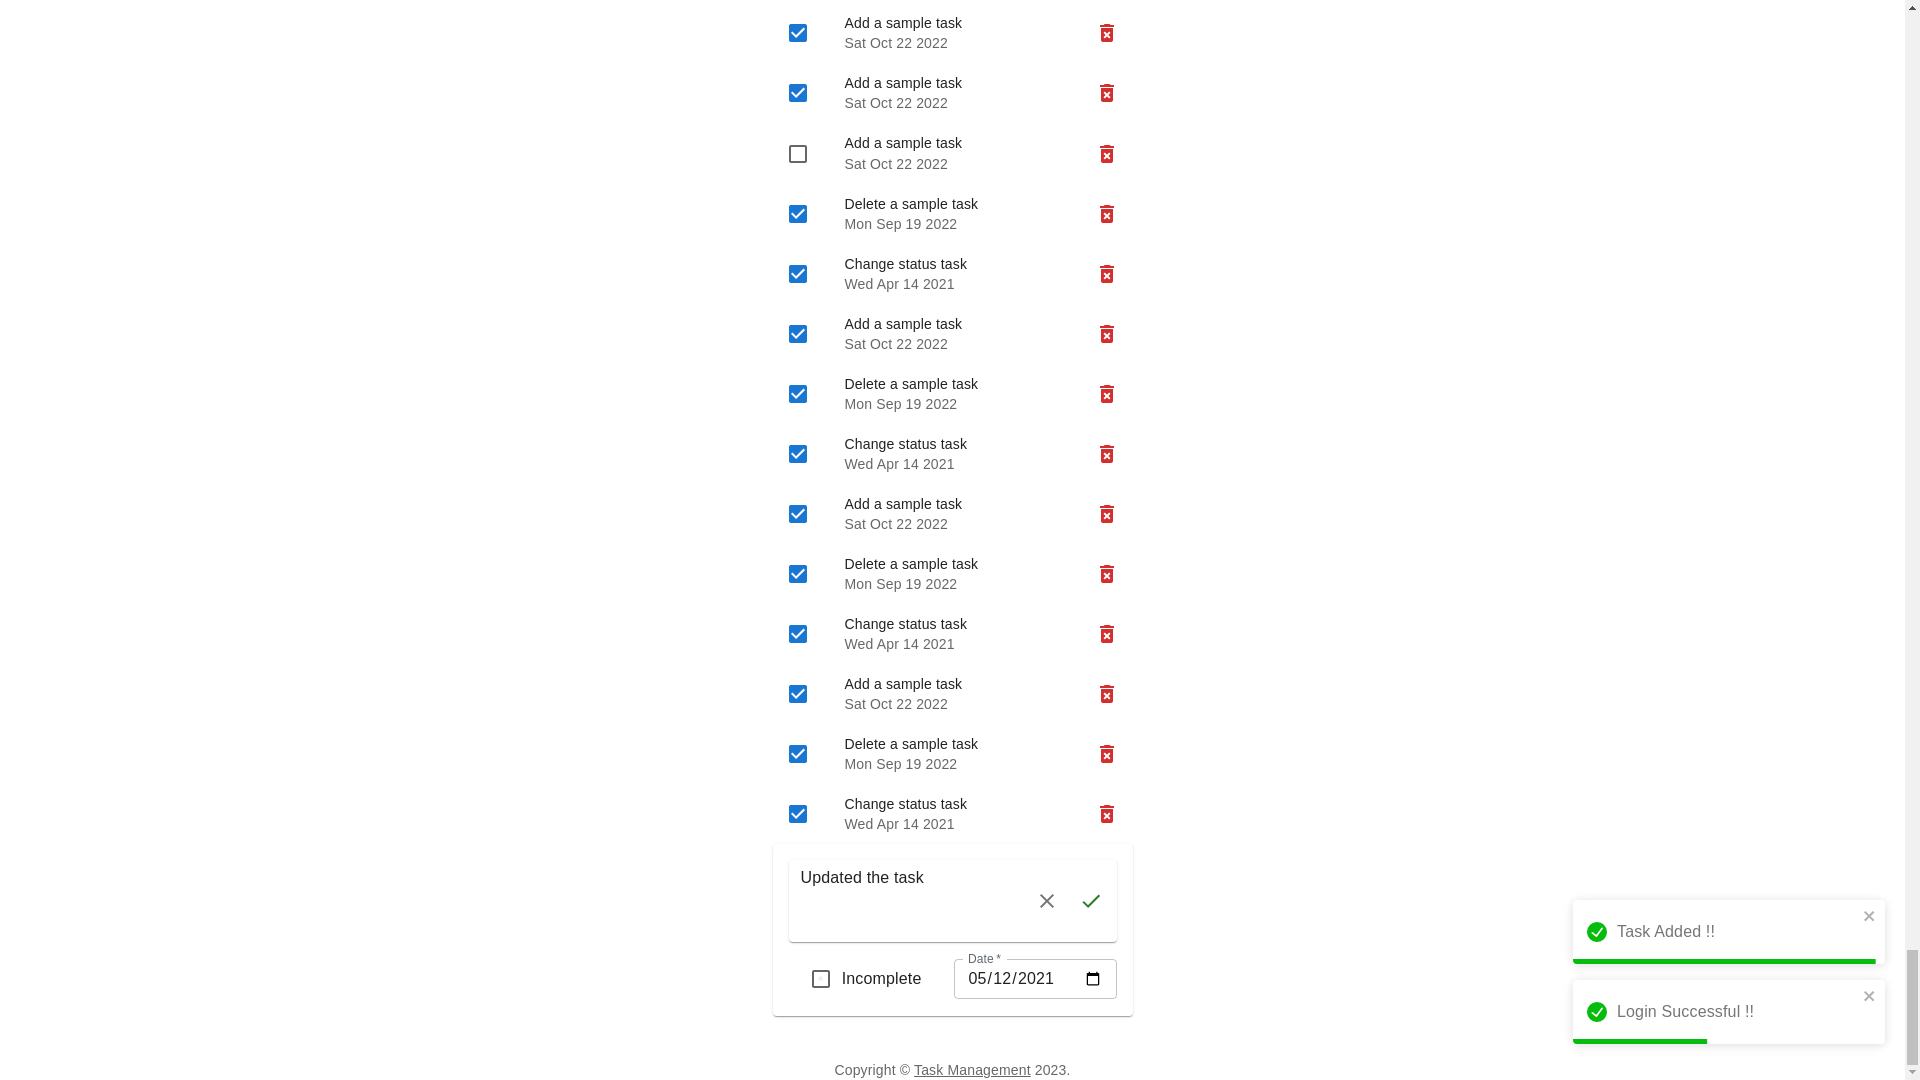 Add a sample task
Sat Oct 22 2022
Add a sample task
Sat Oct 22 2022
Add a sample task
Sat Oct 22 2022
Delete a sample task
Mon Sep 19 2022
Change status task
Wed Apr 14 2021
Add a sample task
Sat Oct 22 2022
Delete a sample task
Mon Sep 19 2022
Change status task
Wed Apr 14 2021
Add a sample task
Sat Oct 22 2022
Delete a sample task
Mon Sep 19 2022
Change status task
Wed Apr 14 2021
Add a sample task
Sat Oct 22 2022
Delete a sample task
Mon Sep 19 2022
Change status task
Wed Apr 14 2021
Updated the task
Incomplete
Date *
05/12/2021
Task Added !!
Login Successful !!
Copyright © Task Management 2023.